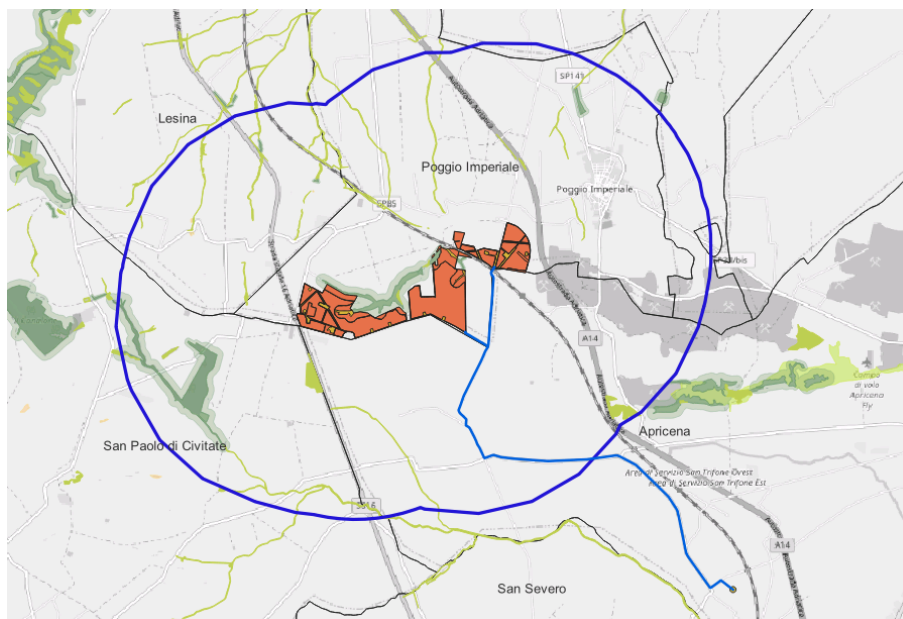 SP141
Lesina
Poggio Imperiale
Poggio Imperiale
SP85
A14
Campo
di volo
Apricena
Fly
Apricena
San Paolo di Civitate
Area di Servizio San Trifone Ovest
Area di Servizio San Trifone Est
SS16
A14
San Severo